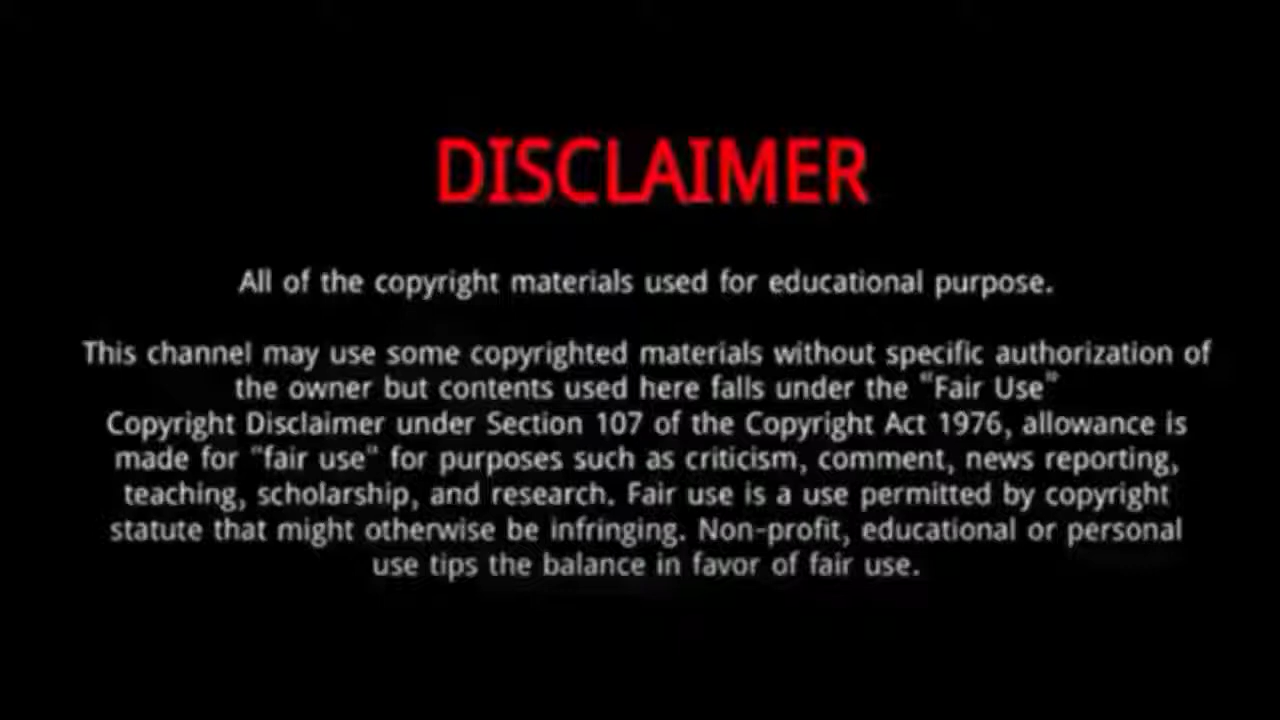 DISCLAIMER
All of the copyright materials used for educational purpose.
This channel may use some copyrighted materials without specific authorization of
the owner but contents used here falls under the "Fair Use"
Copyright Disclaimer under Section 107 of the Copyright Act 1976, allowance is
made for "fair use" for purposes such as criticism, comment, news reporting,
teaching, scholarship, and research. Fair use is a use permitted by copyright
statute that might otherwise be infringing. Non-profit, educational or personal
use tips the balance in favor of fair use.